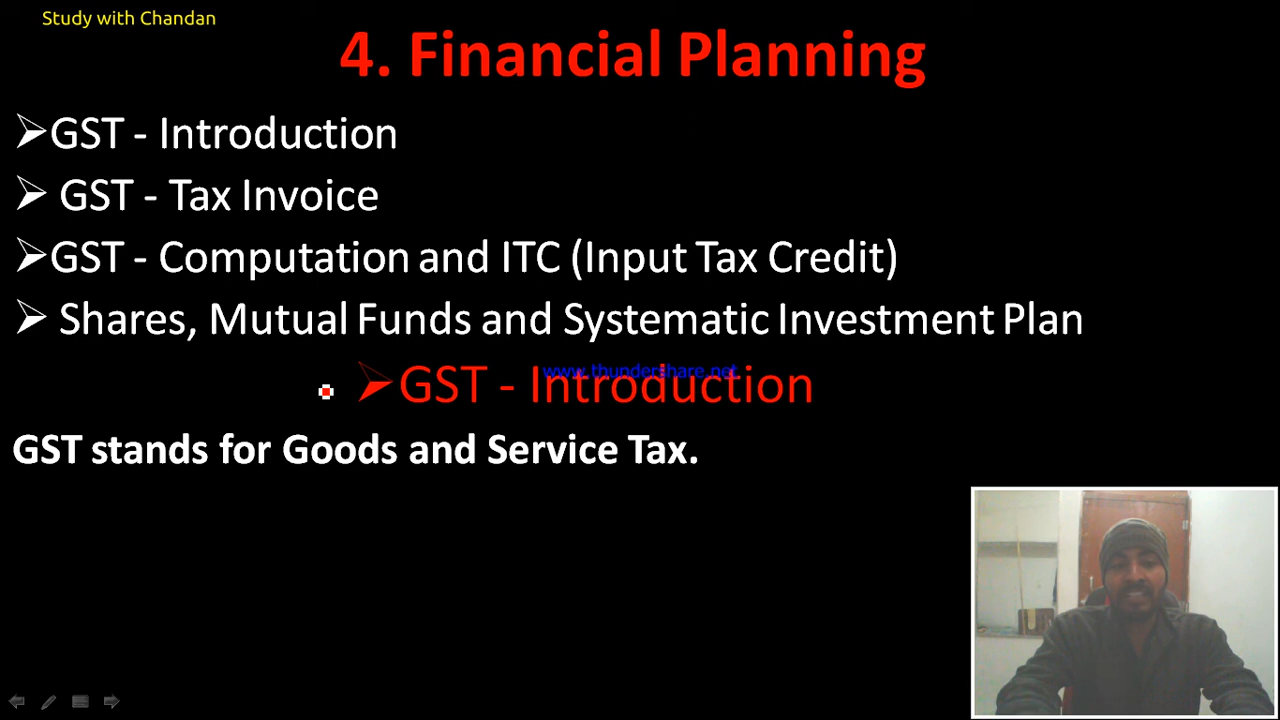 Study with Chandan
4. Financial Planning
➢GST - Introduction
➢ GST - Tax Invoice
➢GST - Computation and ITC (Input Tax Credit)
➢ Shares, Mutual Funds and Systematic Investment Plan
➢GST - Introduction
www.thundershare.net
GST stands for Goods and Service Tax.